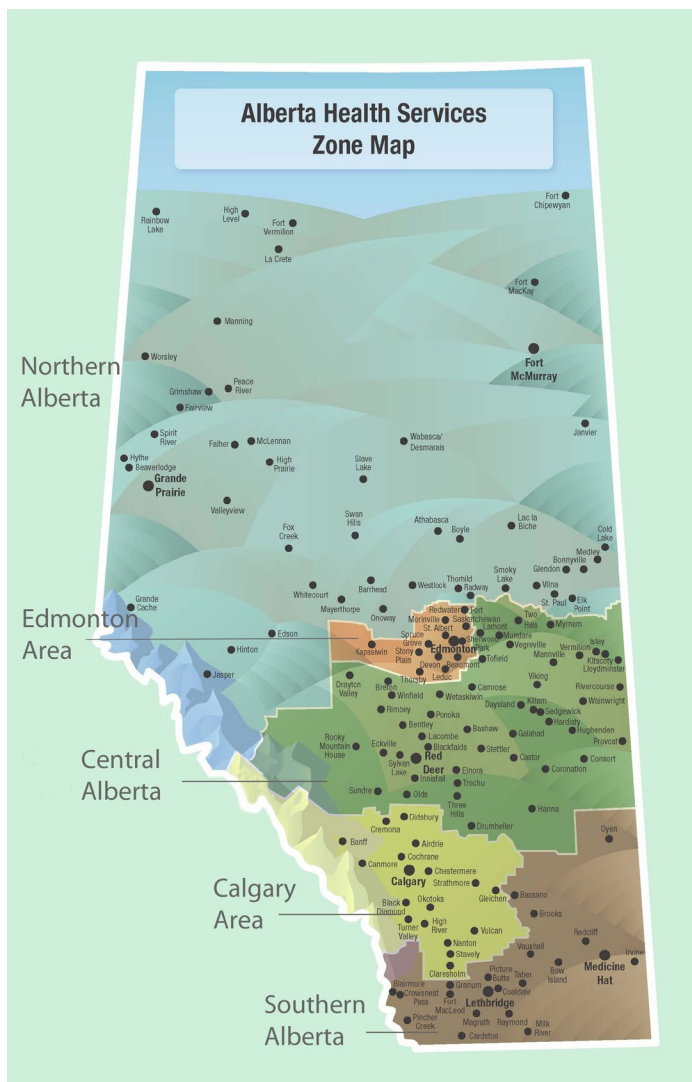 Alberta Health Services
Zone Map
Fort
Chipewyan
Rainbow
Lake
High
Level
Fort
Vermilion
La Crete
Fort
MacKay
Manning
Worsley
Fort
McMurray
Northern
Alberta
Grimshaw
Peace
River
Fairview
Janvier
Spirit
River
Falher
McLennan
Wabasca/
Desmarais
Hythe
Beaverlodge
High
Prairie
Slave
Lake
Grande
Prairie
Valleyview
Swan
Hills
Fox
Creek
Athabasca
Boyle
Lac la
Biche
Cold
Lake
Medley
Bonnyville
Glendon
Whitecourt
Barrhead
Westlock
Thorhild
Radway
Smoky
Lake
Vilna
St. Paul
Elk
Point
Grande
Cache
Mayerthorpe
Onoway
Edmonton
Area
Redwater
Fort
Saskatchewan
Morinville
St. Albert
Lamont
Two
Hills
Myrnam
Edson
Hinton
Jasper
Kapasiwin
Spruce
Grove
Stony
Plain
Edmonton
Sherwood
Park
Mundare
Vegreville
Tofield
Mannville
Vermilion
Islay
Kitscoty
Lloydminster
Devon
Beaumont
Leduc
Thorsby
Drayton
Valley
Breton
Winfield
Wetaskiwin
Camrose
Viking
Rivercourse
Wainwright
Rimbey
Ponoka
Daysland
Killam
Sedgewick
Hardisty
Hughenden
Provost
Bentley
Lacombe
Bashaw
Galahad
Rocky
Mountain
House
Eckville
Sylvan
Lake
Blackfalds
Red
Deer
Stettler
Castor
Consort
Coronation
Central
Alberta
Innisfail
Elnora
Trochu
Sundre
Olds
Three
Hills
Hanna
Didsbury
Cremona
Drumheller
Oyen
Banff
Airdrie
Cochrane
Canmore
Calgary
Chestermere
Strathmore
Gleichen
Bassano
Calgary
Area
Black
Diamond
Okotoks
Turner
Valley
High
River
Vulcan
Brooks
Nanton
Stavely
Claresholm
Redcliff
Vauxhall
Bow
Island
Medicine
Hat
Irvine
Picture
Butte
Taber
Coaldale
Blairmore
Crowsnest
Pass
Granum
Fort
MacLeod
Lethbridge
Southern
Alberta
Pincher
Creek
Magrath
Raymond
Milk
River
Cardston